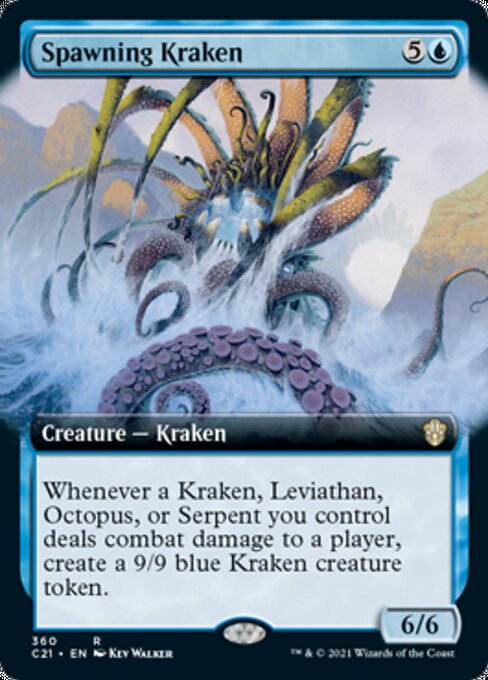 Spawning Kraken 5
Creature — Kraken
Whenever a Kraken, Leviathan,
Octopus, or Serpent you control
deals combat damage to a player,
create a 9/9 blue Kraken creature
token.
6/6
360 R
C21 • EN Kev Walker
™ & © 2021 Wizards of the Coast